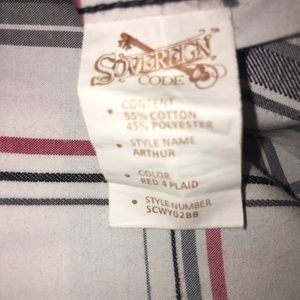 SOVEREIGN
CODE
• CONTENT
55% COTTON
45% POLYESTER
• STYLE NAME
ARTHUR
• COLOR
RED 4 PLAID
• STYLE NUMBER
SCWY02BB